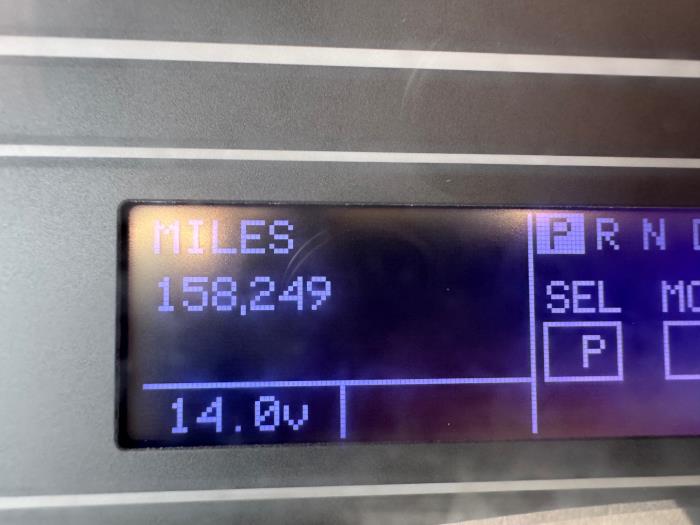 MILES
158,249
14.0v
P R N
SEL
P